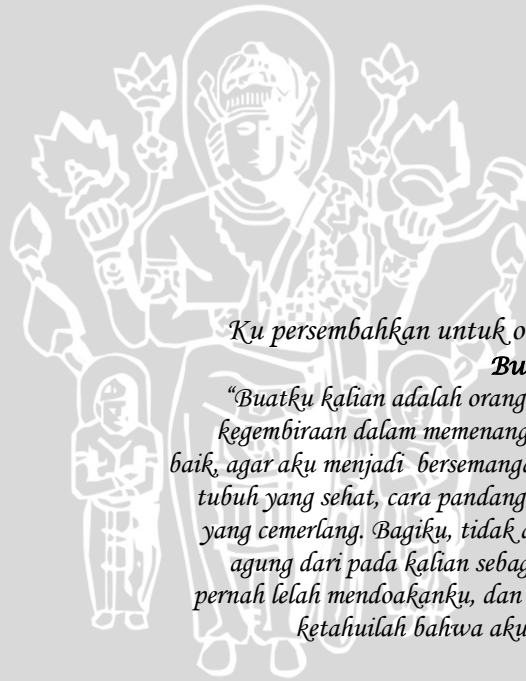 Ku persembahkan untuk
Bu
“Buatku kalian adalah orang
kegembiraan dalam memenang
baik, agar aku menjadi bersemanga
tubuh yang sehat, cara pandang
yang cemerlang. Bagiku, tidak
agung dari pada kalian sebag
pernah lelah mendoakanku, dan
ketahuilah bahwa aku